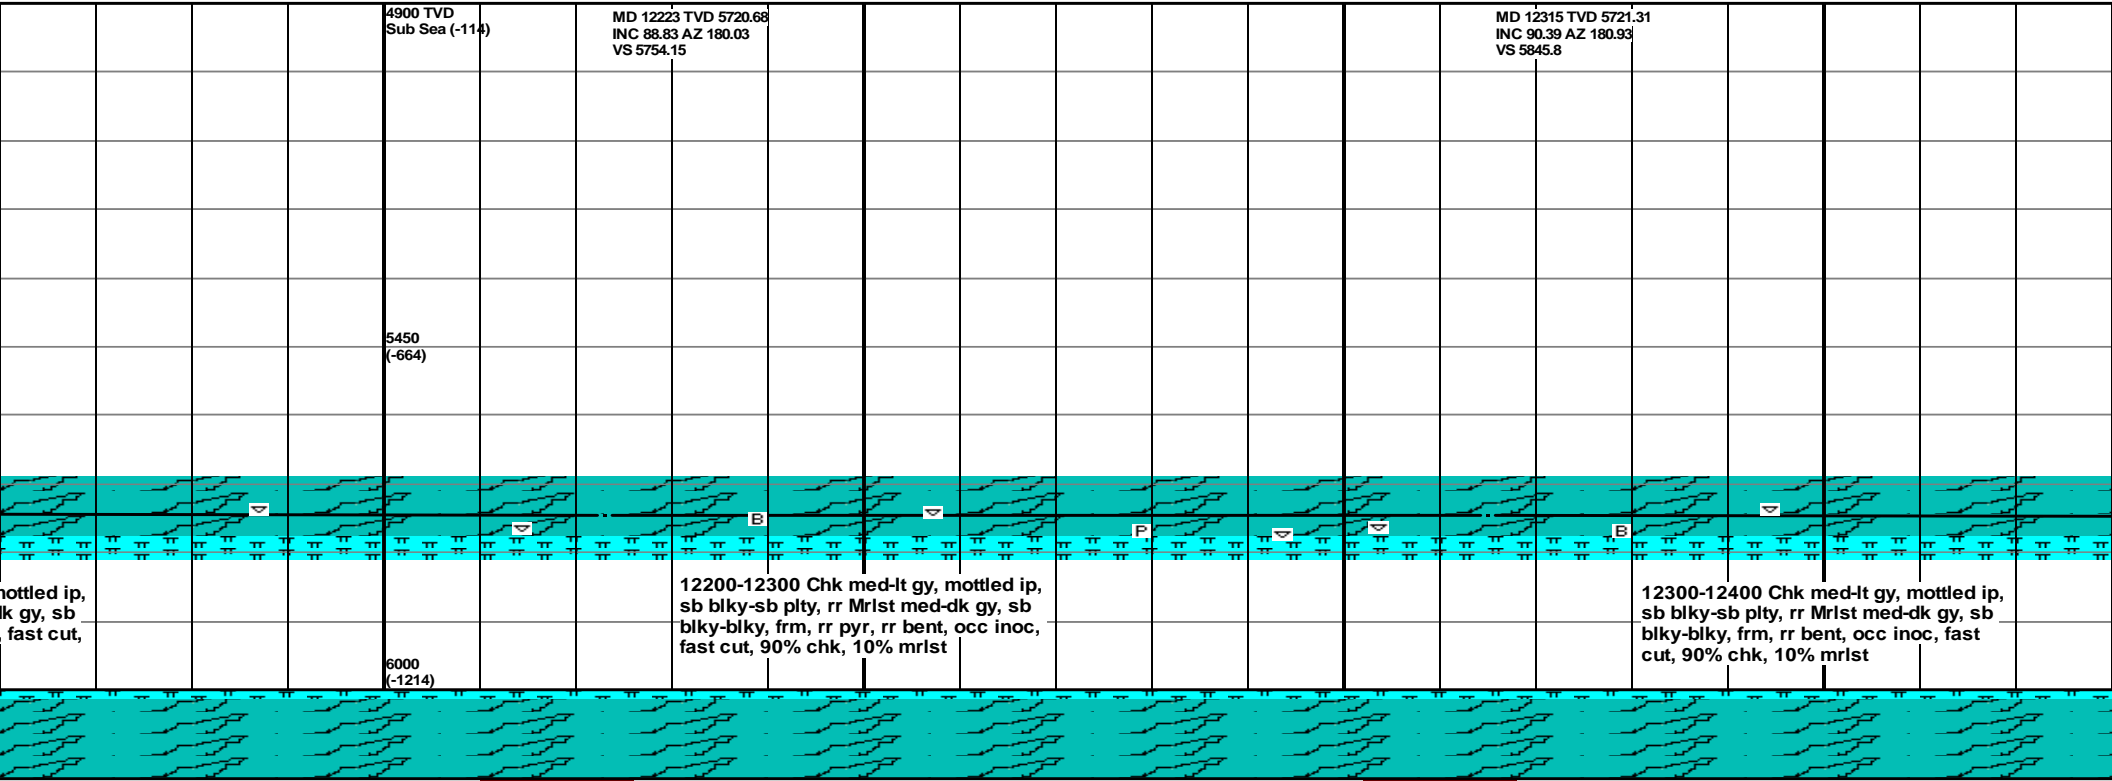 4900 TVD
Sub Sea (-114)
MD 12223 TVD 5720.68
INC 88.83 AZ 180.03
VS 5754.15
MD 12315 TVD 5721.31
INC 90.39 AZ 180.93
VS 5845.8
5450
(-664)
B
P
B
mottled ip,
dk gy, sb
, fast cut,
12200-12300 Chk med-lt gy, mottled ip,
sb blky-sb plty, rr Mrlst med-dk gy, sb
blky-blky, frm, rr pyr, rr bent, occ inoc,
fast cut, 90% chk, 10% mrlst
12300-12400 Chk med-lt gy, mottled ip,
sb blky-sb plty, rr Mrlst med-dk gy, sb
blky-blky, frm, rr bent, occ inoc, fast
cut, 90% chk, 10% mrlst
6000
(-1214)